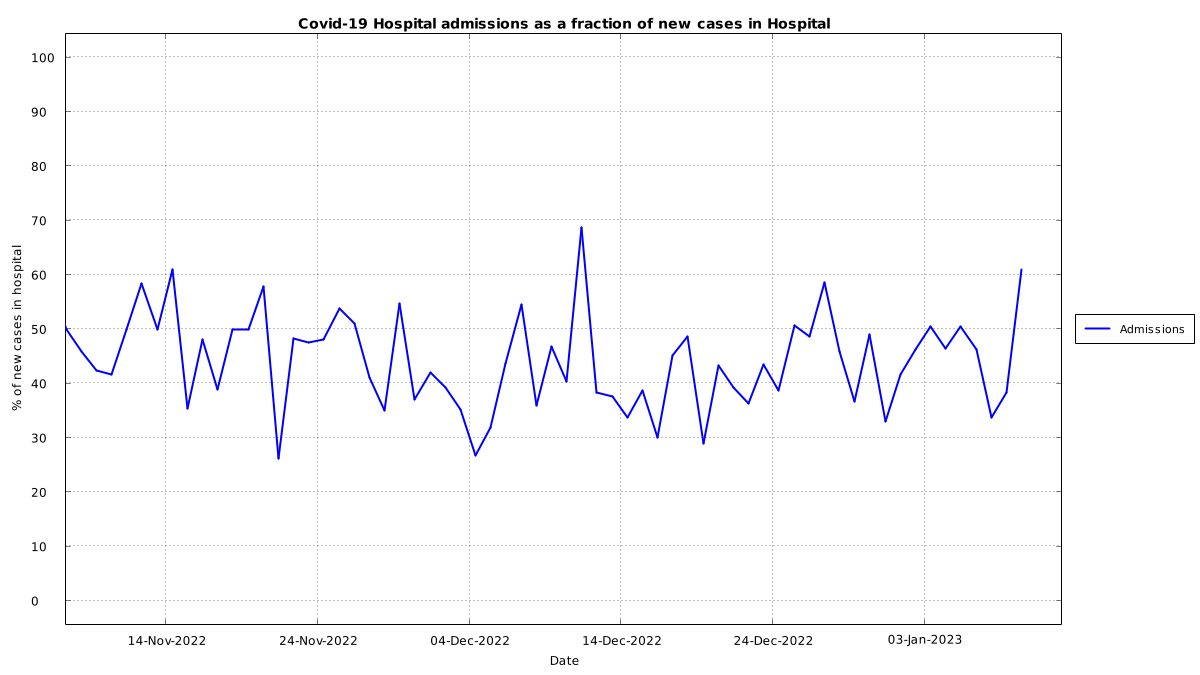 Covid-19 Hospital admissions as a fraction of new cases in Hospital
100
90
80
70
60
50
40
30
20
10
0
% of new cases in hospital
14-Nov-2022 24-Nov-2022 04-Dec-2022 14-Dec-2022 24-Dec-2022 03-Jan-2023
Date
Admissions